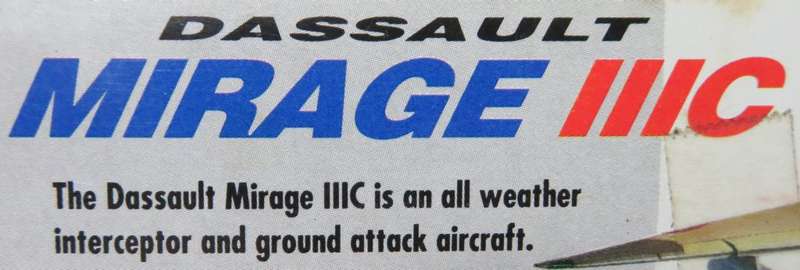 DASSAULT
MIRAGE IIIC
The Dassault Mirage IIIC is an all weather
interceptor and ground attack aircraft.